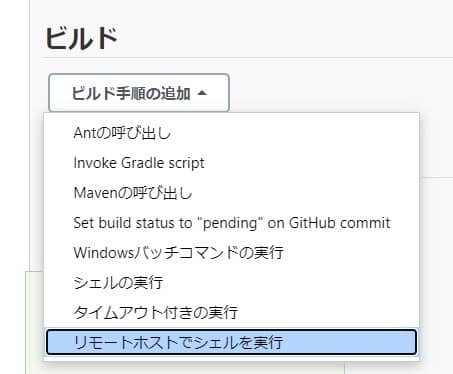 ビルド
ビルド手順の追加
Antの呼び出し
Invoke Gradle script
Mavenの呼び出し
Set build status to "pending" on GitHub commit
Windowsバッチコマンドの実行
シェルの実行
タイムアウト付きの実行
リモートホストでシェルを実行